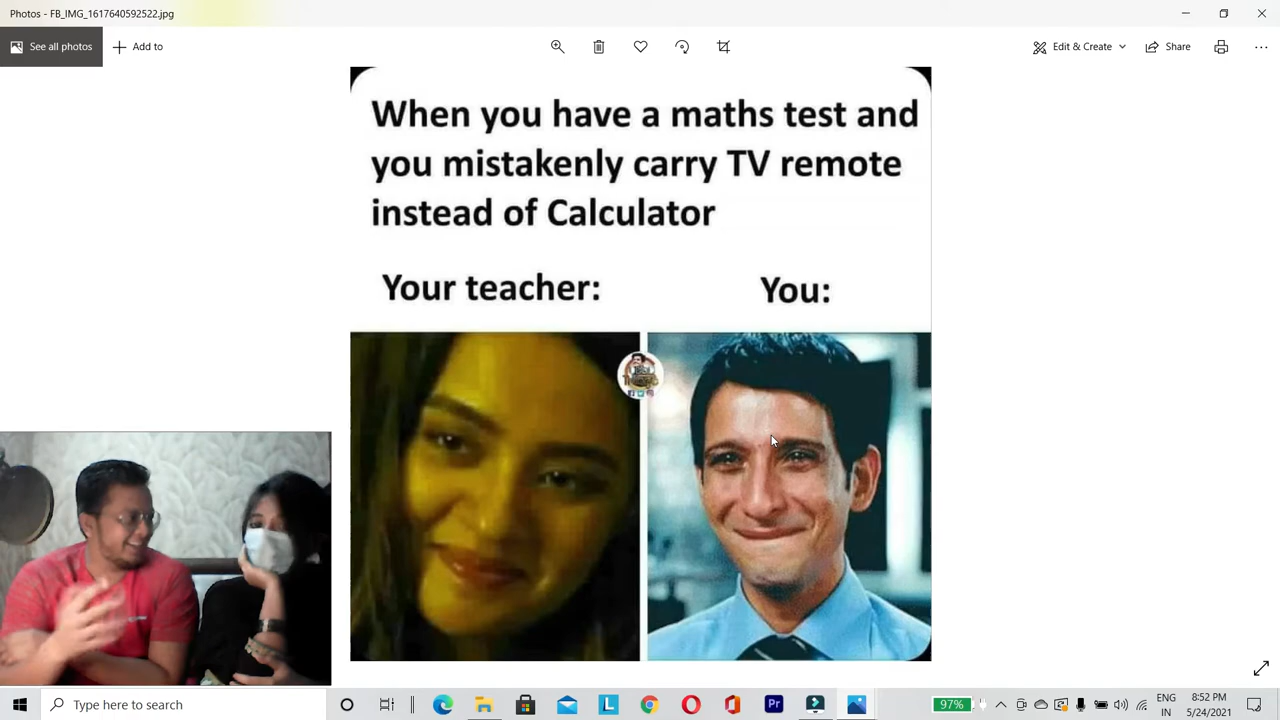 Photos - FB_IMG_1617640592522.jpg
See all photos
Add to
Edit & Create
Share
When you have a maths test and
you mistakenly carry TV remote
instead of Calculator
Your teacher:
You:
Type here to search
97%
ENG
IN
8:52 PM
5/24/2021
L
Pr